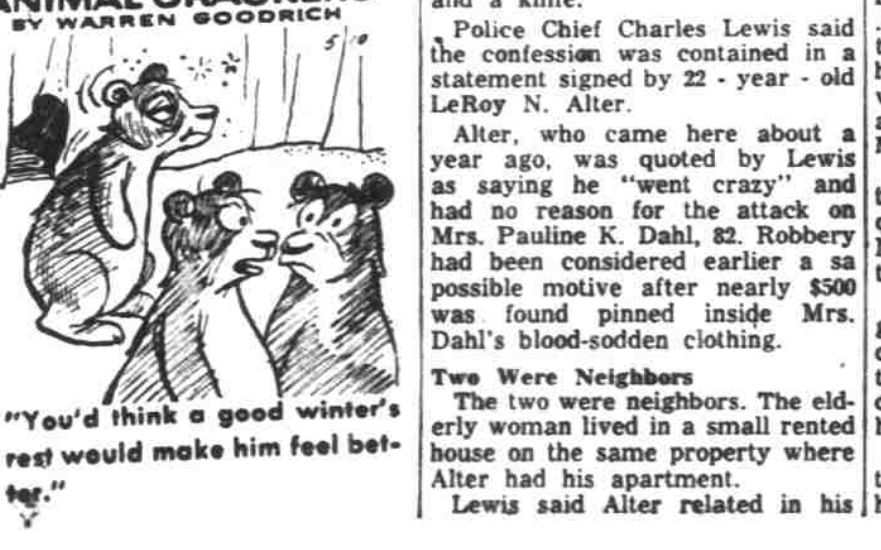 ANIMAL CRACKERS
BY WARREN GOODRICH
5 10
"You'd think a good winter's
rest would make him feel bet-
ter."
and a knife.
Police Chief Charles Lewis said
the confession was contained in a
statement signed by 22 - year - old
LeRoy N. Alter.
Alter, who came here about a
year ago, was quoted by Lewis
as saying he "went crazy" and
had no reason for the attack on
Mrs. Pauline K. Dahl, 82. Robbery
had been considered earlier a sa
possible motive after nearly $500
was found pinned inside Mrs.
Dahl's blood-sodden clothing.
Two Were Neighbors
The two were neighbors. The eld-
erly woman lived in a small rented
house on the same property where
Alter had his apartment.
Lewis said Alter related in his